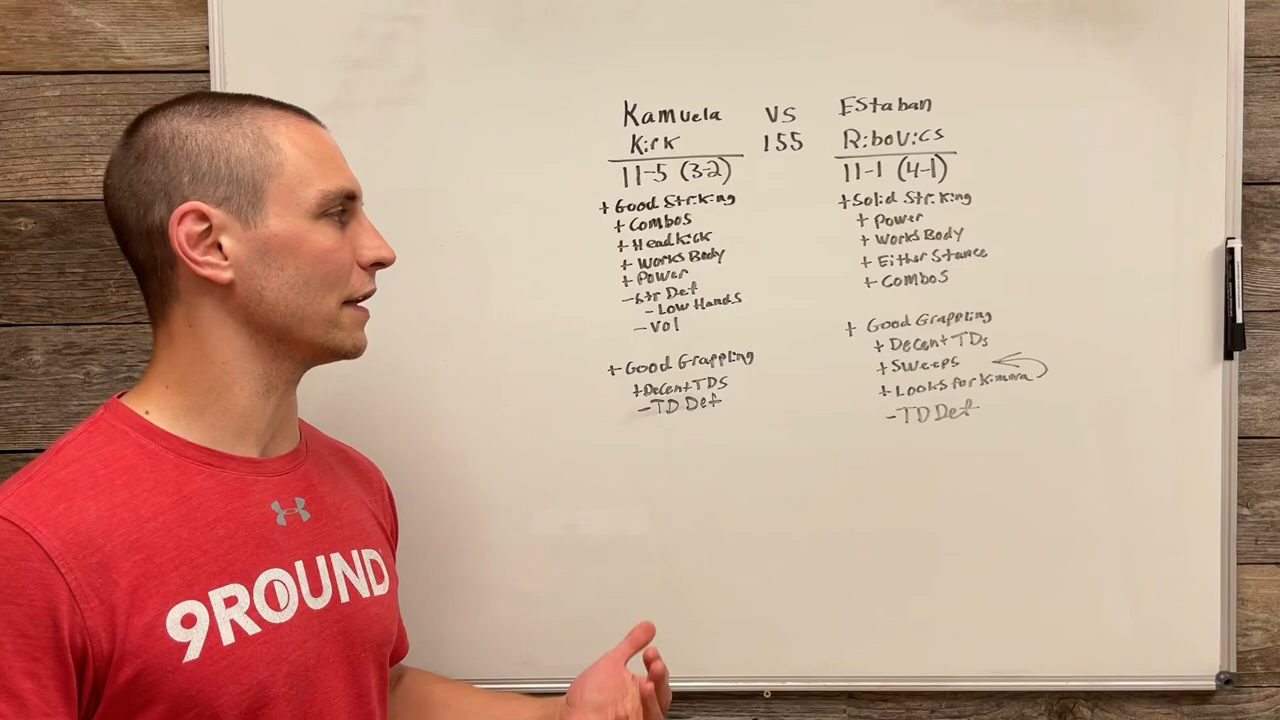 Kamuela VS EStaban
Kirk 155 RiboVics
11-5 (3-2) 11-1 (4-1)
+ Good Striking
+ Combos
+ Head kick
+ Works Body
+ Power
- Str Def
- Low Hands
- Vol
+ Good Grappling
+ Decent TDS
- TD Def
+ Solid Striking
+ Power
+ Works Body
+ Either Stance
+ Combos
+ Good Grappling
+ Decent TDs
+ Sweeps
+ Looks for Kimura
- TD Def
9ROUND